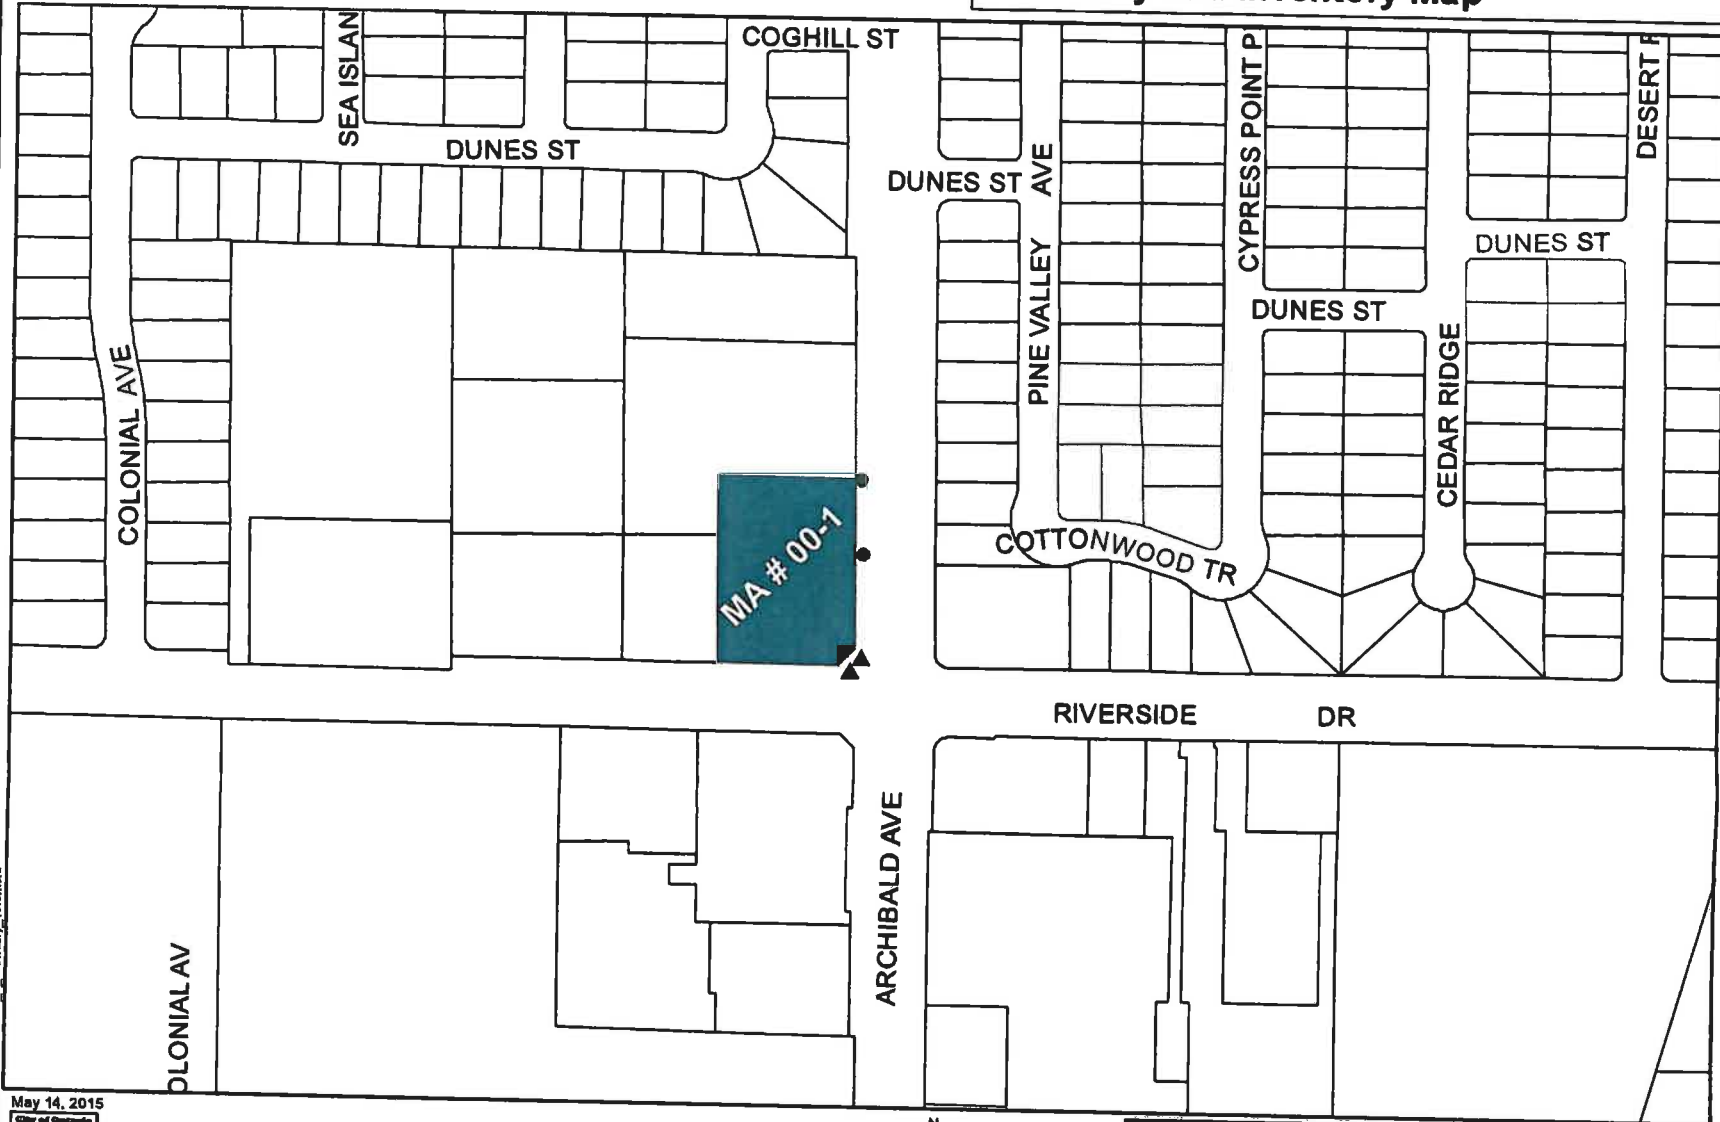 COGHILL ST
SEA ISLAN
DUNES ST
DUNES ST
PINE VALLEY AVE
CYPRESS POINT P
DESERT
DUNES ST
DUNES ST
COLONIAL AVE
CEDAR RIDGE
MA # 00-1
COTTONWOOD TR
RIVERSIDE DR
ARCHIBALD AVE
OLONIAL AV
May 14, 2015
N